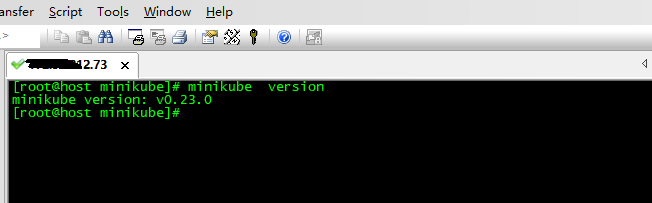 ansfer Script Tools Window Help
12.73
[root@host minikube]# minikube  version
minikube version: v0.23.0
[root@host minikube]#